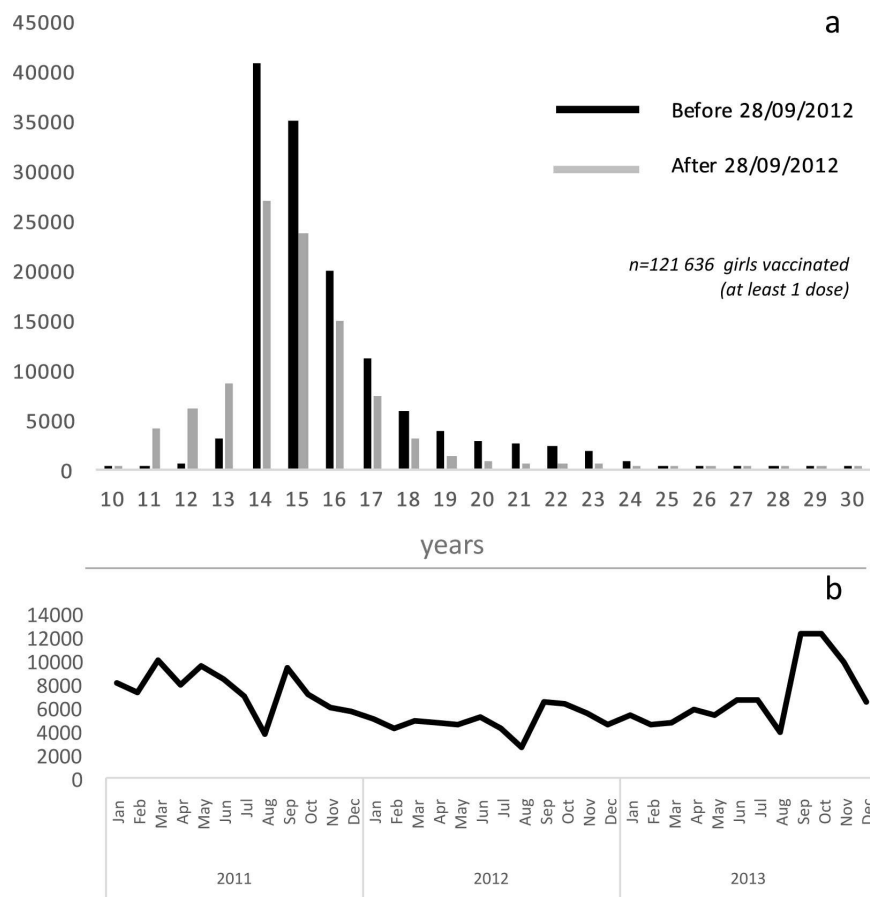 a
45000
40000
35000
30000
25000
20000
15000
10000
5000
0
Before 28/09/2012
After 28/09/2012
n=121 636 girls vaccinated
(at least 1 dose)
10 11 12 13 14 15 16 17 18 19 20 21 22 23 24 25 26 27 28 29 30
years
b
14000
12000
10000
8000
6000
4000
2000
0
Jan Feb Mar Apr May Jun Jul Aug Sep Oct Nov Dec Jan Feb Mar Apr May Jun Jul Aug Sep Oct Nov Dec Jan Feb Mar Apr May Jun Jul Aug Sep Oct Nov Dec
2011 2012 2013